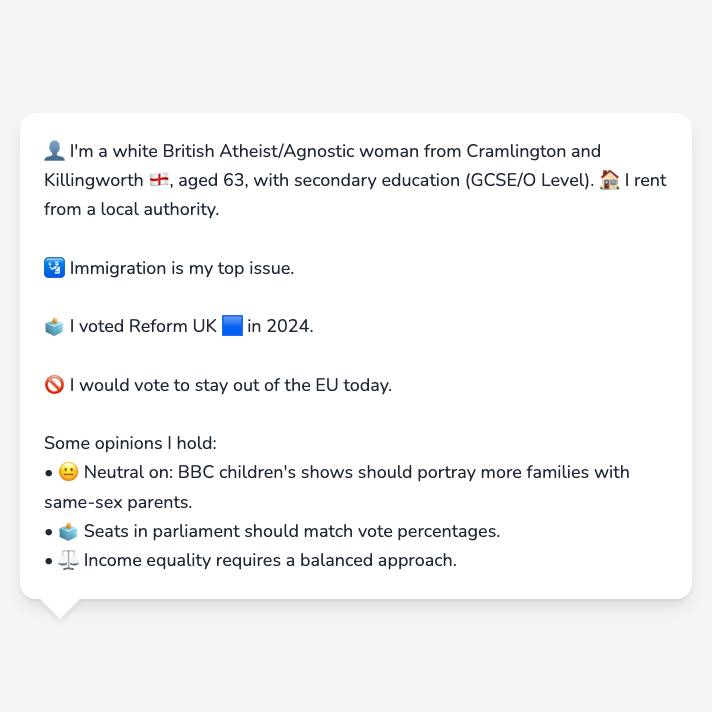 👤 I'm a white British Atheist/Agnostic woman from Cramlington and
Killingworth 🏴󠁧󠁢󠁥󠁮󠁧󠁿, aged 63, with secondary education (GCSE/O Level). 🏠 I rent
from a local authority.
🛂 Immigration is my top issue.
🗳️ I voted Reform UK 🟦 in 2024.
🚫 I would vote to stay out of the EU today.
Some opinions I hold:
• 😐 Neutral on: BBC children's shows should portray more families with
same-sex parents.
• 🗳️ Seats in parliament should match vote percentages.
• ⚖️ Income equality requires a balanced approach.